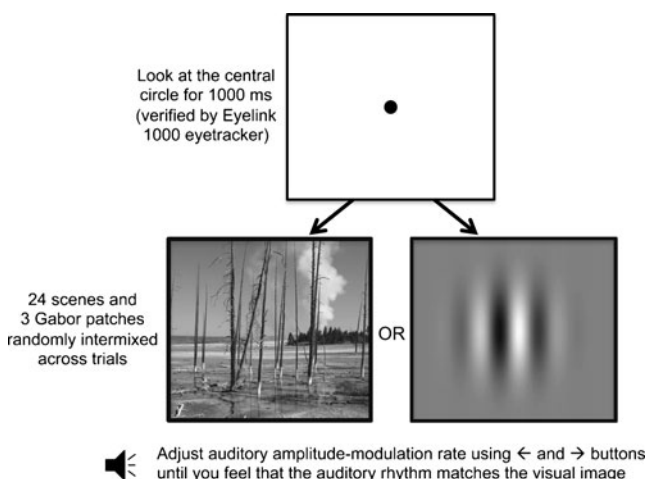 Look at the central
circle for 1000 ms
(verified by Eyelink
1000 eyetracker)
24 scenes and
3 Gabor patches
randomly intermixed
across trials
OR
Adjust auditory amplitude-modulation rate using ← and → buttons
until you feel that the auditory rhythm matches the visual image